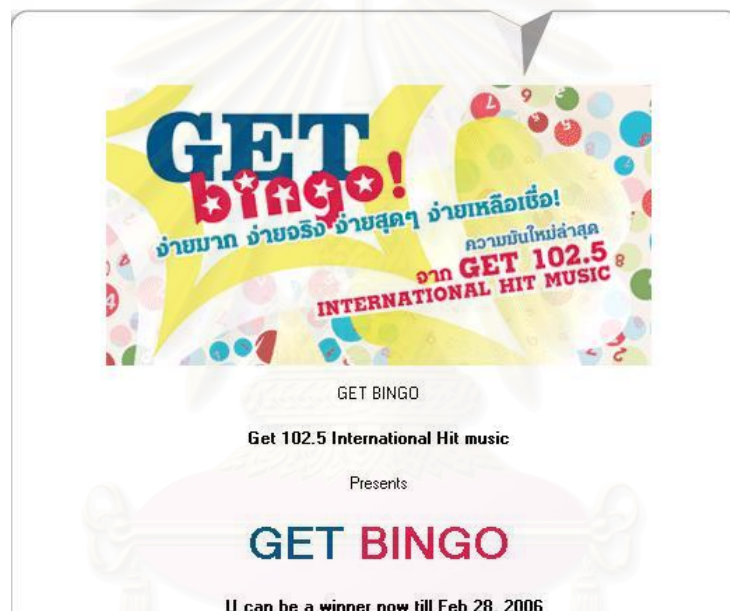 GET
bingo!
ง่ายมาก ง่ายจริง ง่ายสุดๆ ง่ายเหลือเชื่อ!
ความมันใหม่ล่าสุด
จาก GET 102.5
INTERNATIONAL HIT MUSIC
GET BINGO
Get 102.5 International Hit music
Presents
GET BINGO
U can be a winner now till Feb 28, 2006